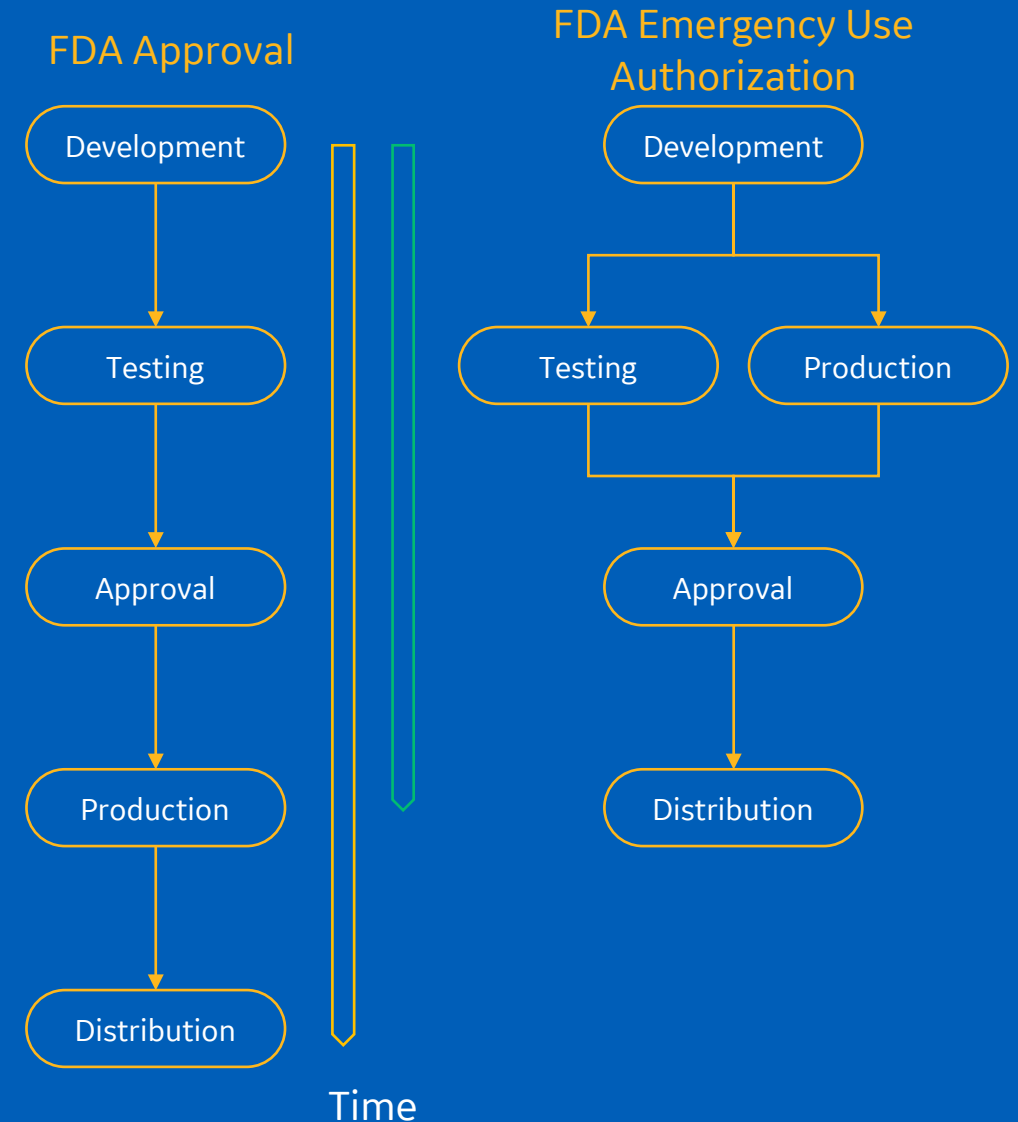 FDA Approval
Development
Testing
Approval
Production
Distribution
Time
FDA Emergency Use
Authorization
Development
Testing
Production
Approval
Distribution